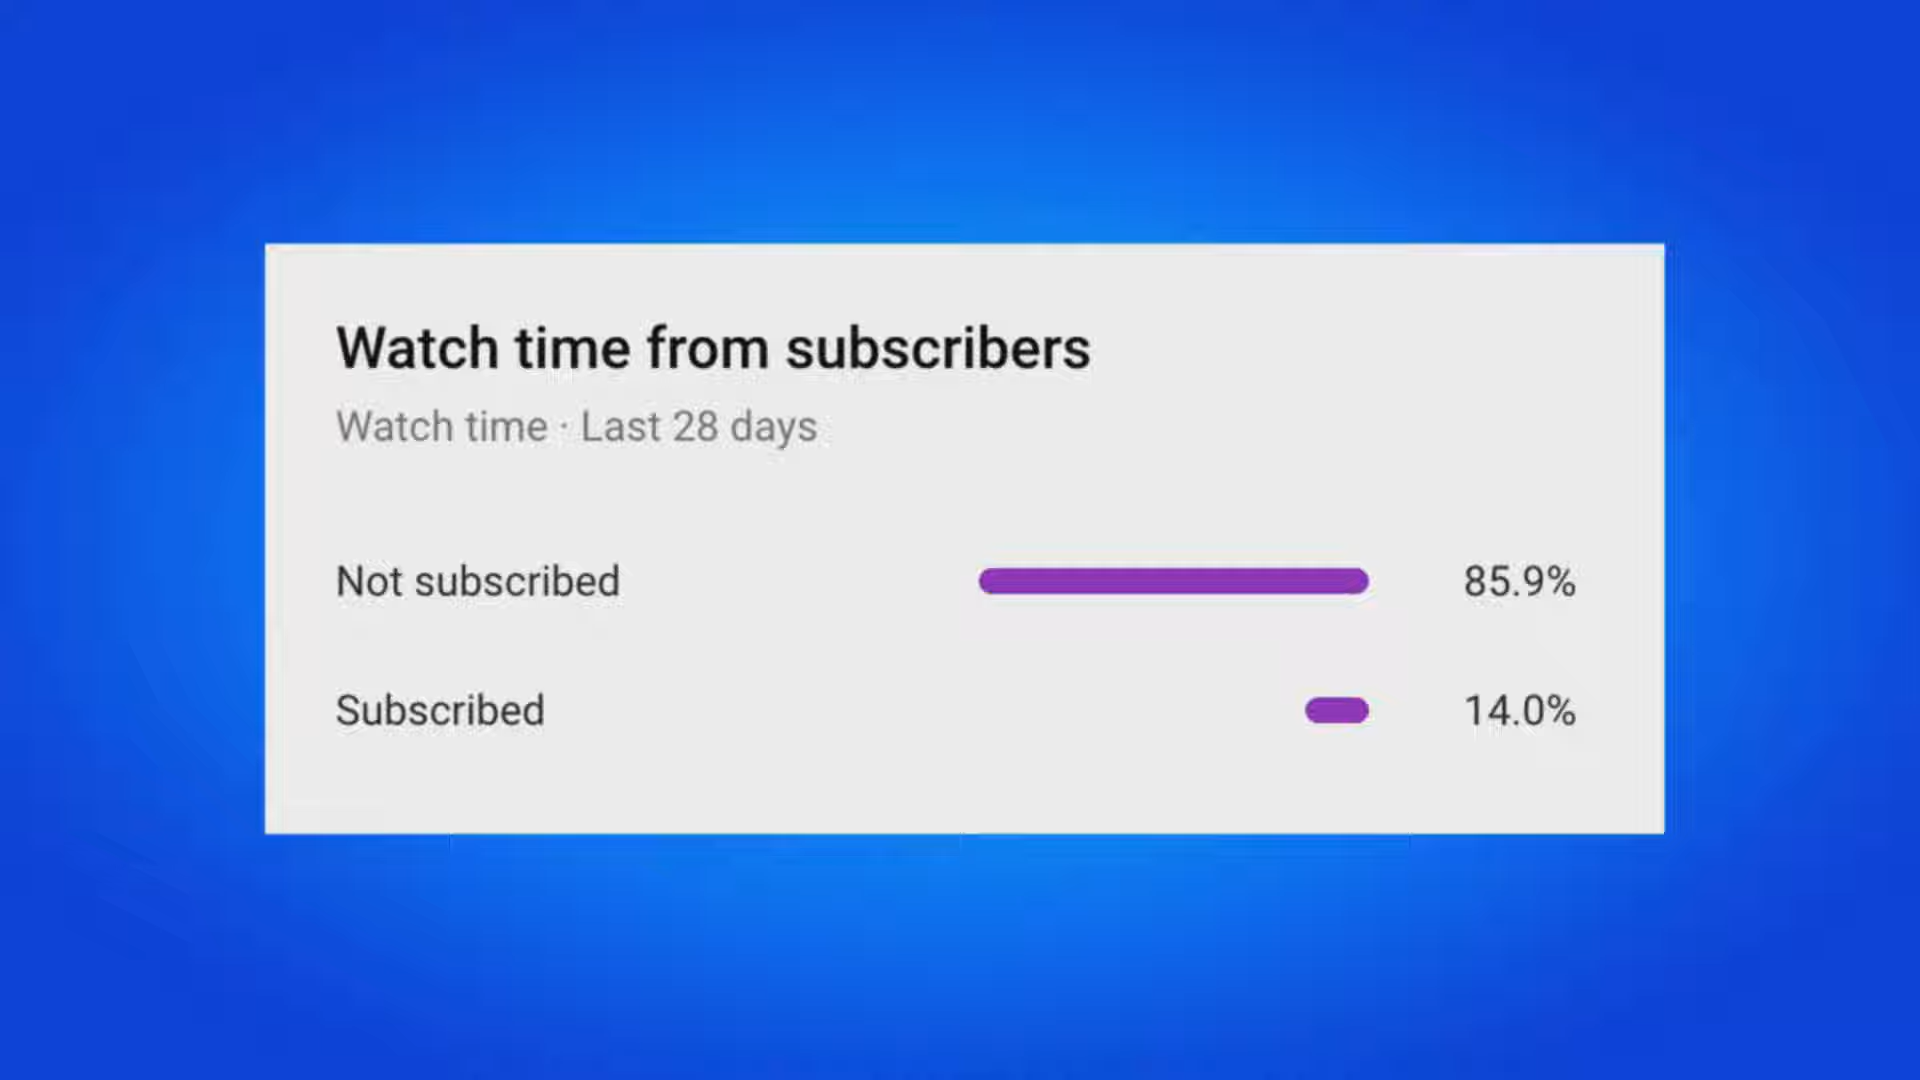 Watch time from subscribers
Watch time · Last 28 days
Not subscribed 85.9%
Subscribed 14.0%